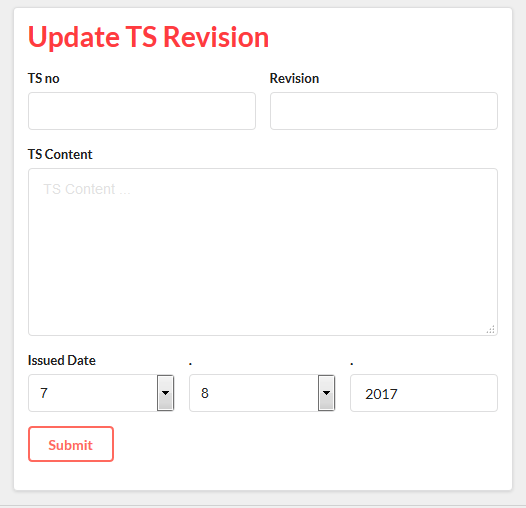 Update TS Revision
TS no Revision
TS Content
TS Content ...
Issued Date . .
7 8 2017
Submit